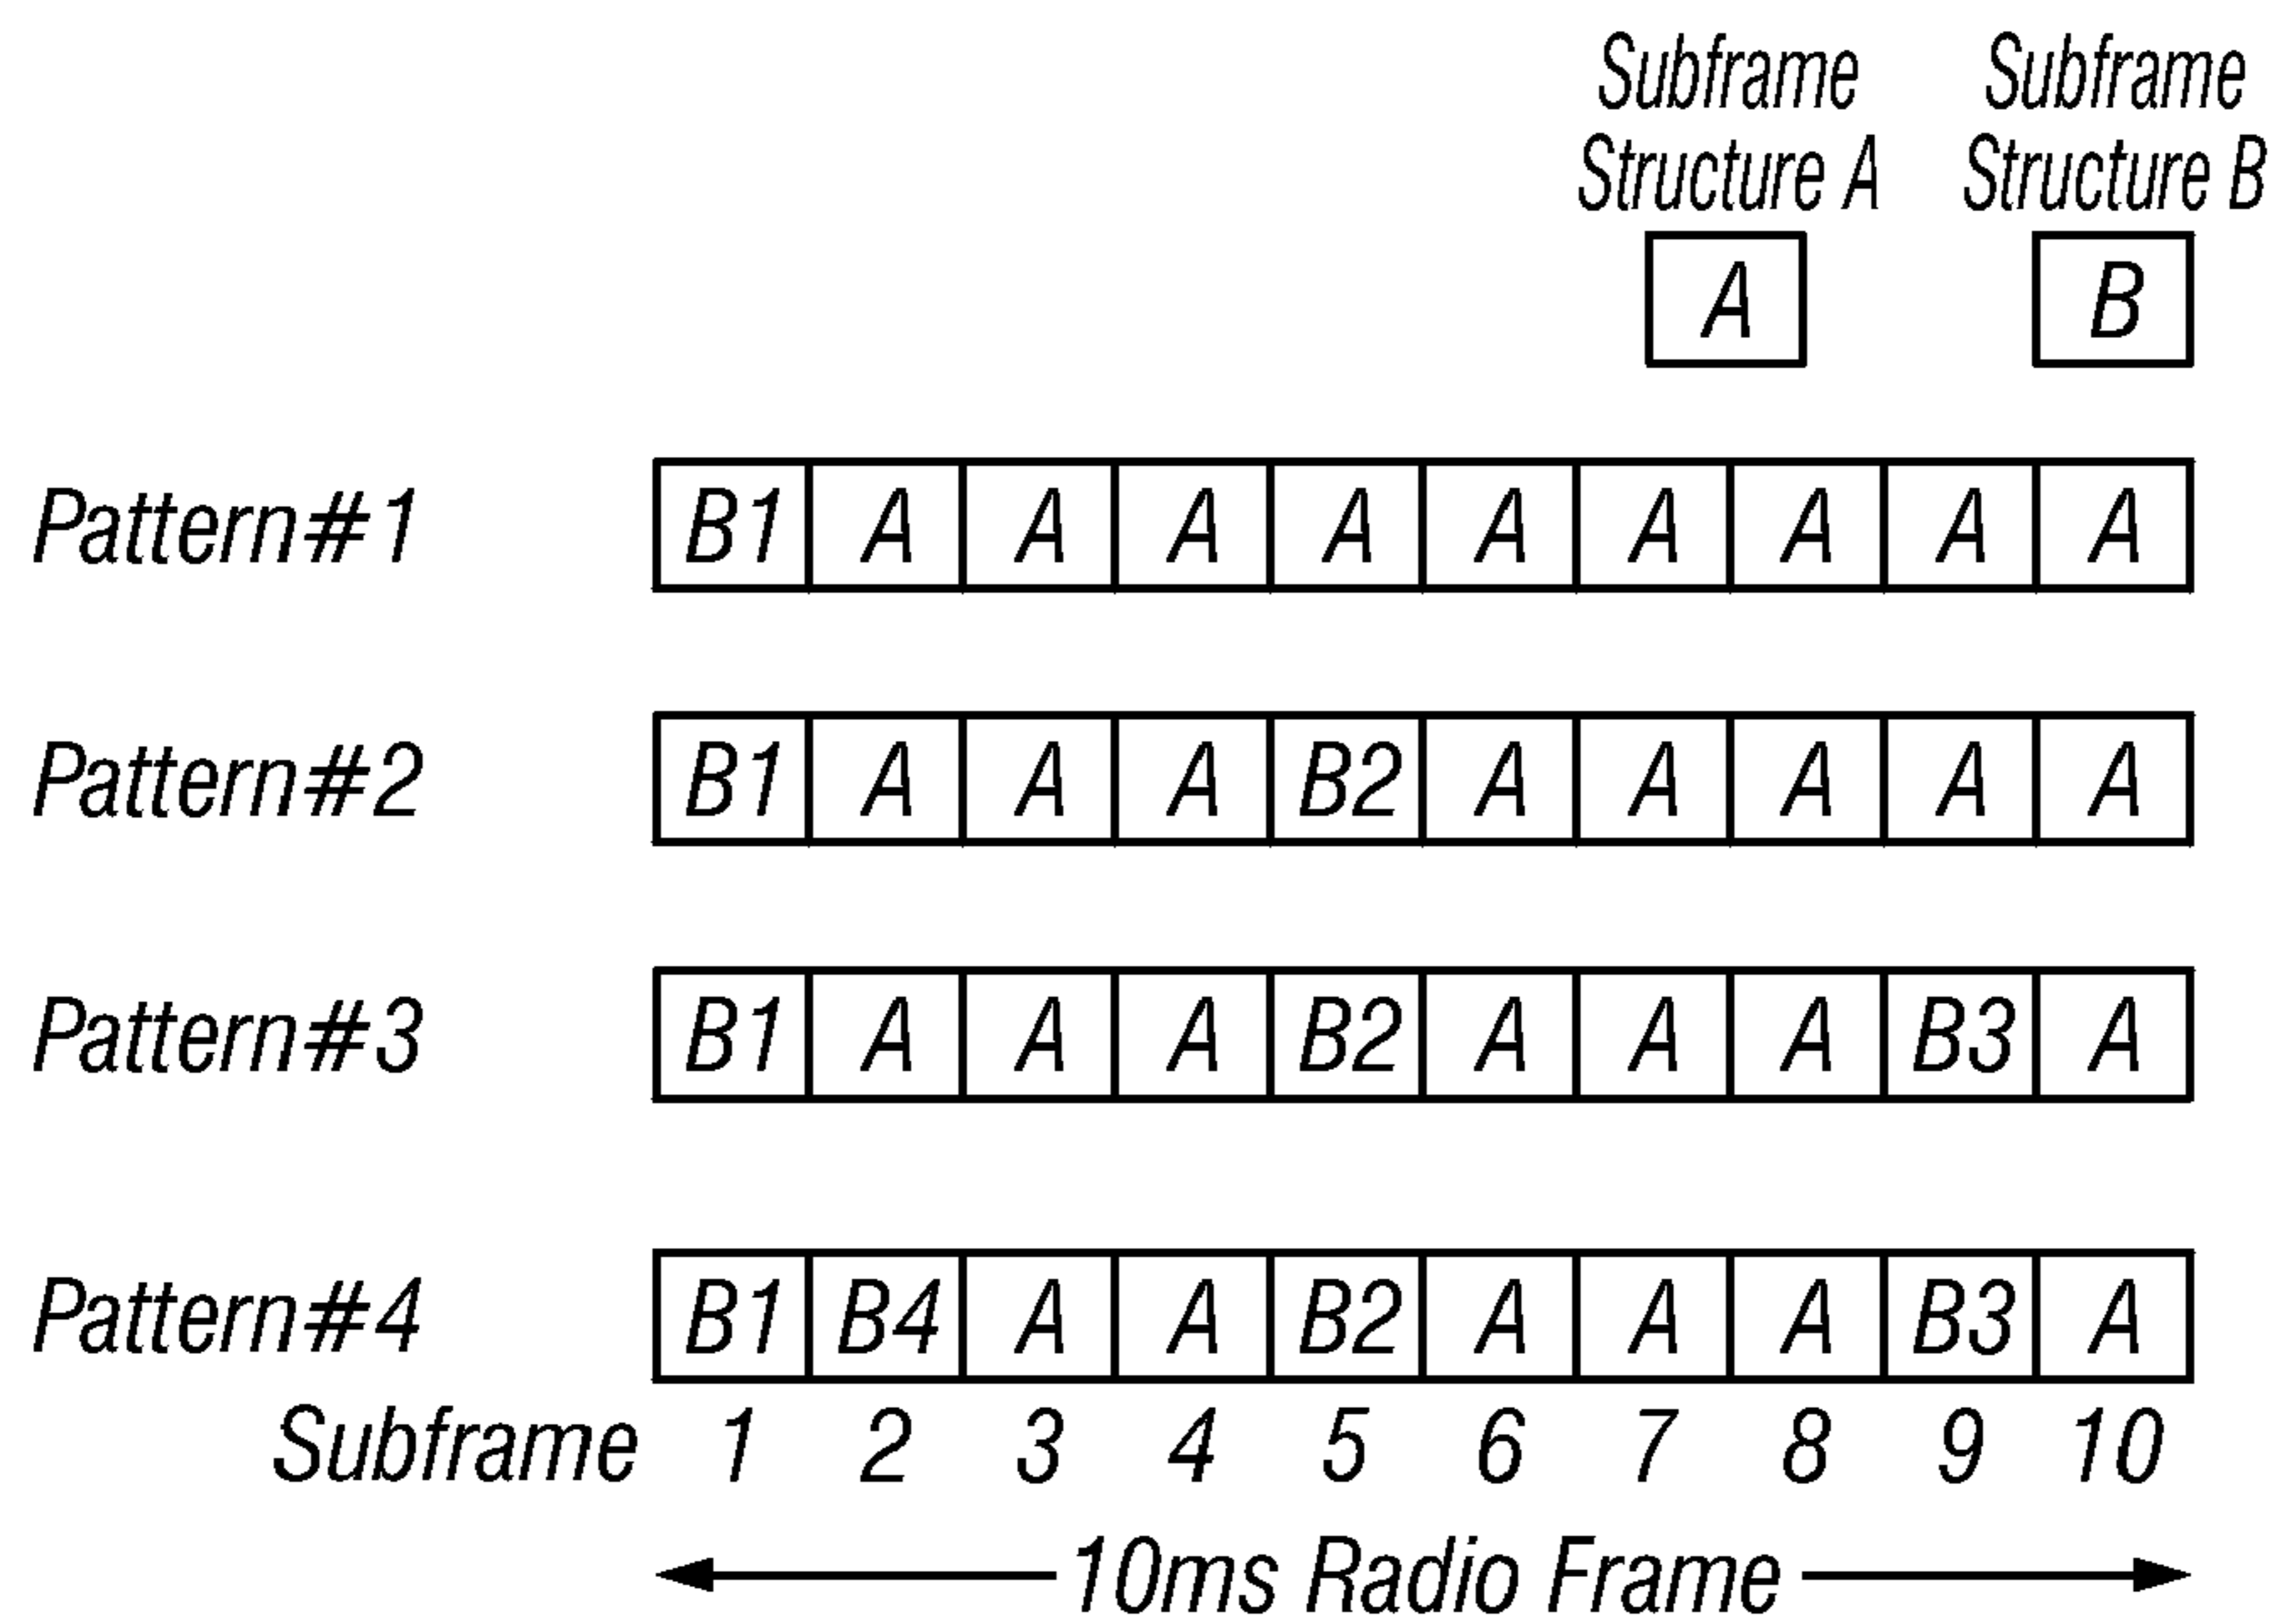 Subframe Structure A
Subframe Structure B
A B
Pattern#1 B1 A A A A A A A A A
Pattern#2 B1 A A A B2 A A A A A
Pattern#3 B1 A A A B2 A A A B3 A
Pattern#4 B1 B4 A A B2 A A A B3 A
Subframe 1 2 3 4 5 6 7 8 9 10
10ms Radio Frame